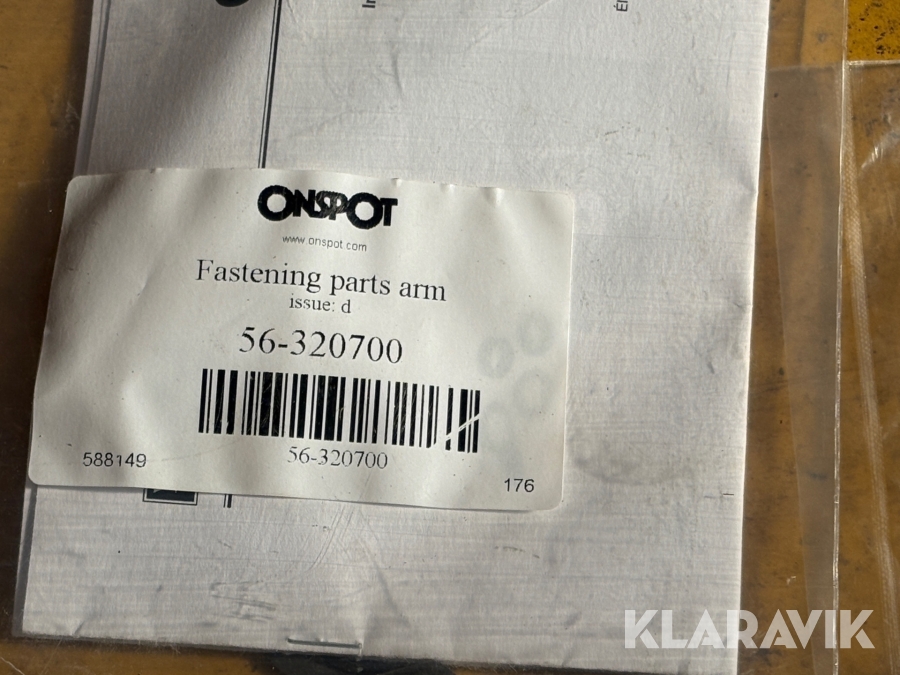 ONSPOT
www.onspot.com
Fastening parts arm
issue: d
56-320700
56-320700
588149
176
KLARAVIK